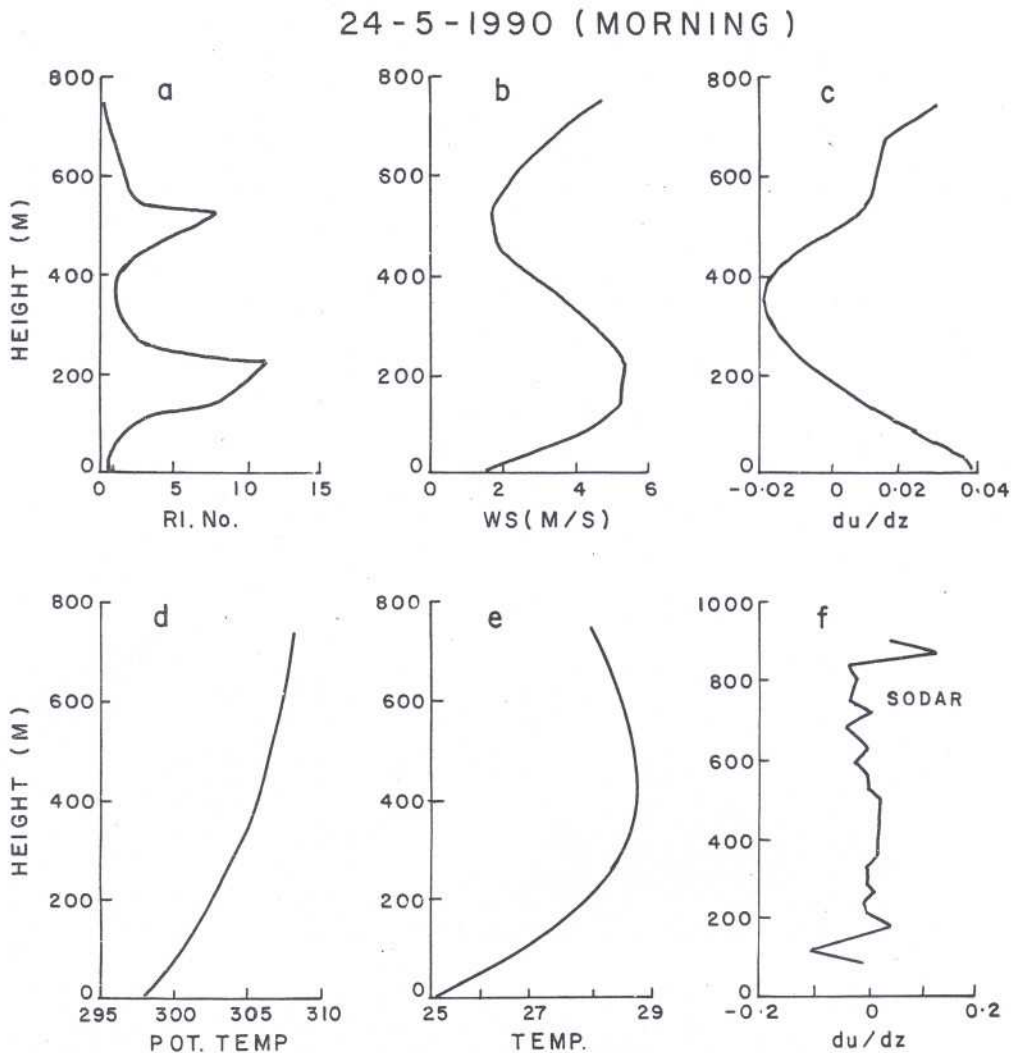 24-5-1990 (MORNING)
a
800
600
400
200
0
HEIGHT (M)
0 5 10 15
RI. No.
b
800
600
400
200
0
0 2 4 6
WS(M/S)
c
800
600
400
200
0
-0.02 0 0.02 0.04
du/dz
d
800
600
400
200
0
HEIGHT (M)
295 300 305 310
POT. TEMP
e
800
600
400
200
0
25 27 29
TEMP.
f
1000
800
SODAR
600
400
200
0
-0.2 0 0.2
du/dz